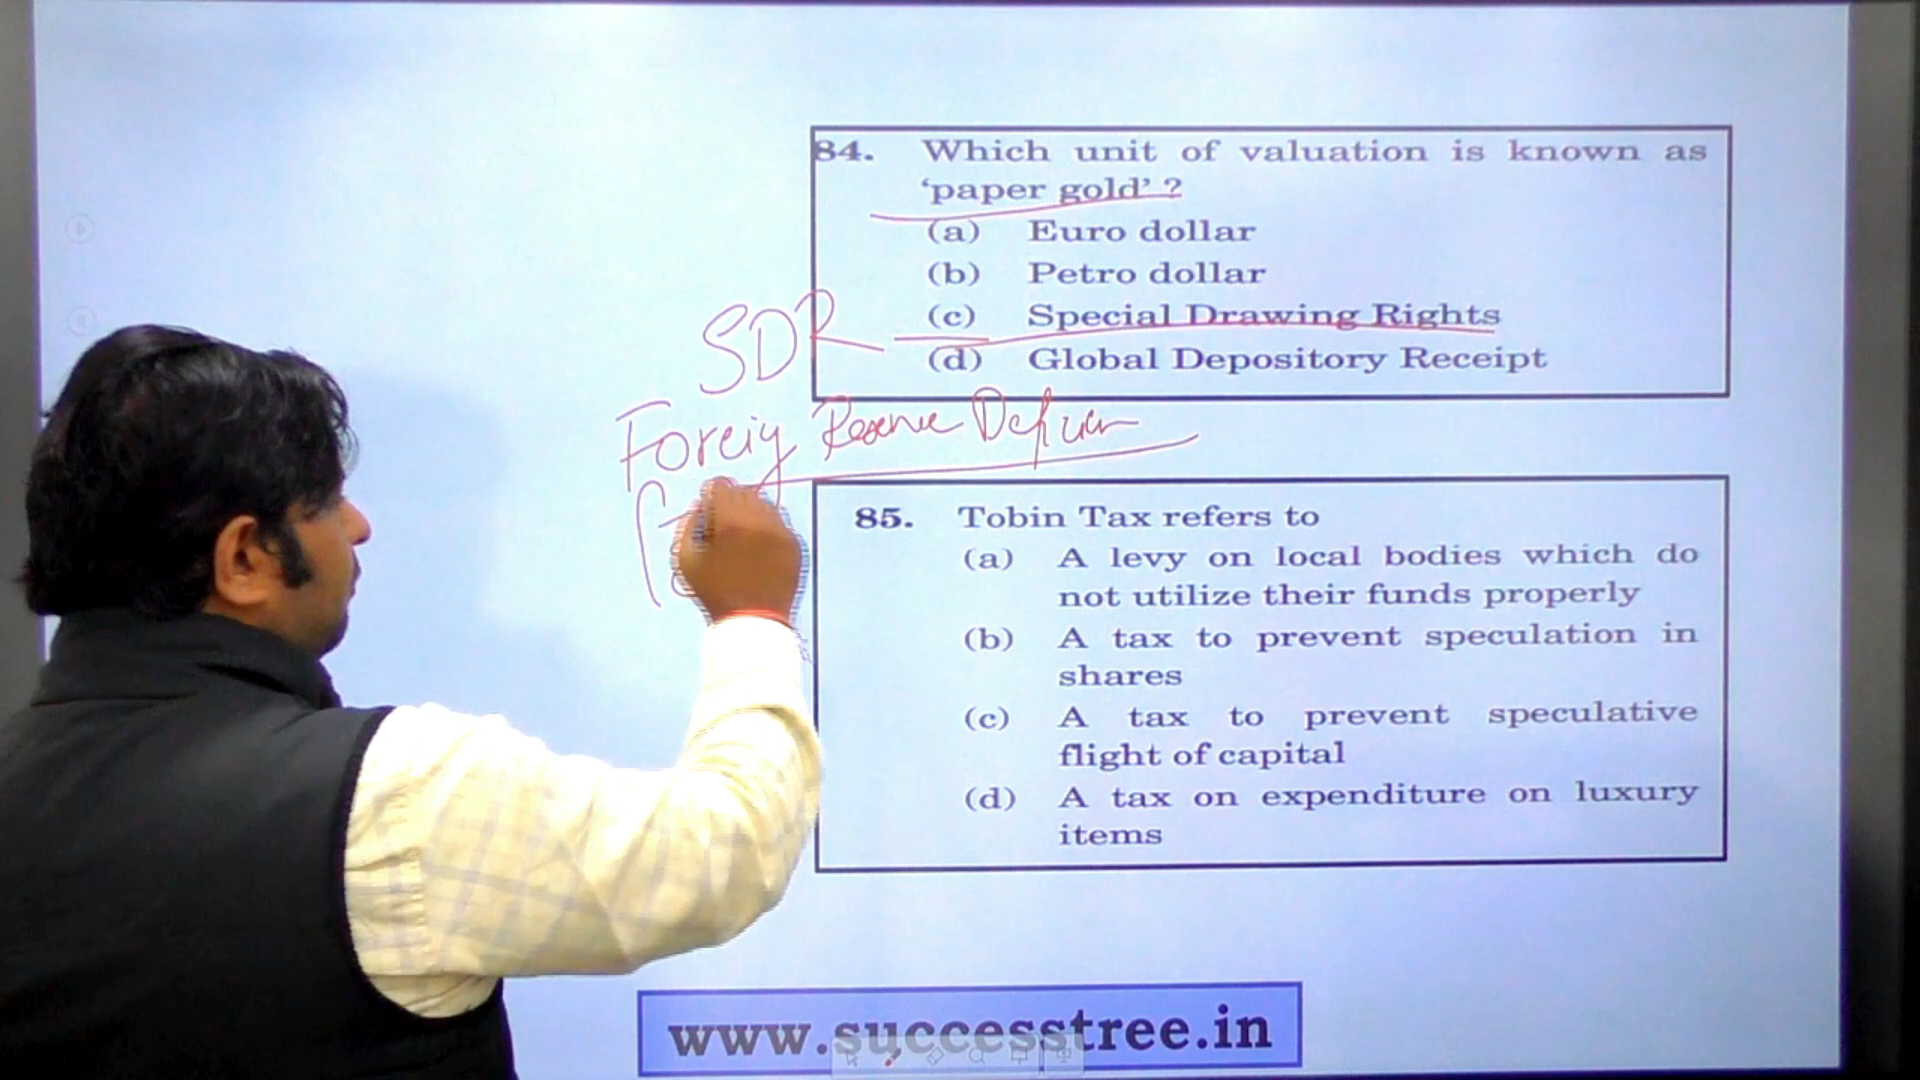 84. Which unit of valuation is known as
‘paper gold’ ?
(a) Euro dollar
(b) Petro dollar
(c) Special Drawing Rights
(d) Global Depository Receipt
SDR
Foreig Reserve
85. Tobin Tax refers to
(a) A levy on local bodies which do
not utilize their funds properly
(b) A tax to prevent speculation in
shares
(c) A tax to prevent speculative
flight of capital
(d) A tax on expenditure on luxury
items
www.successtree.in